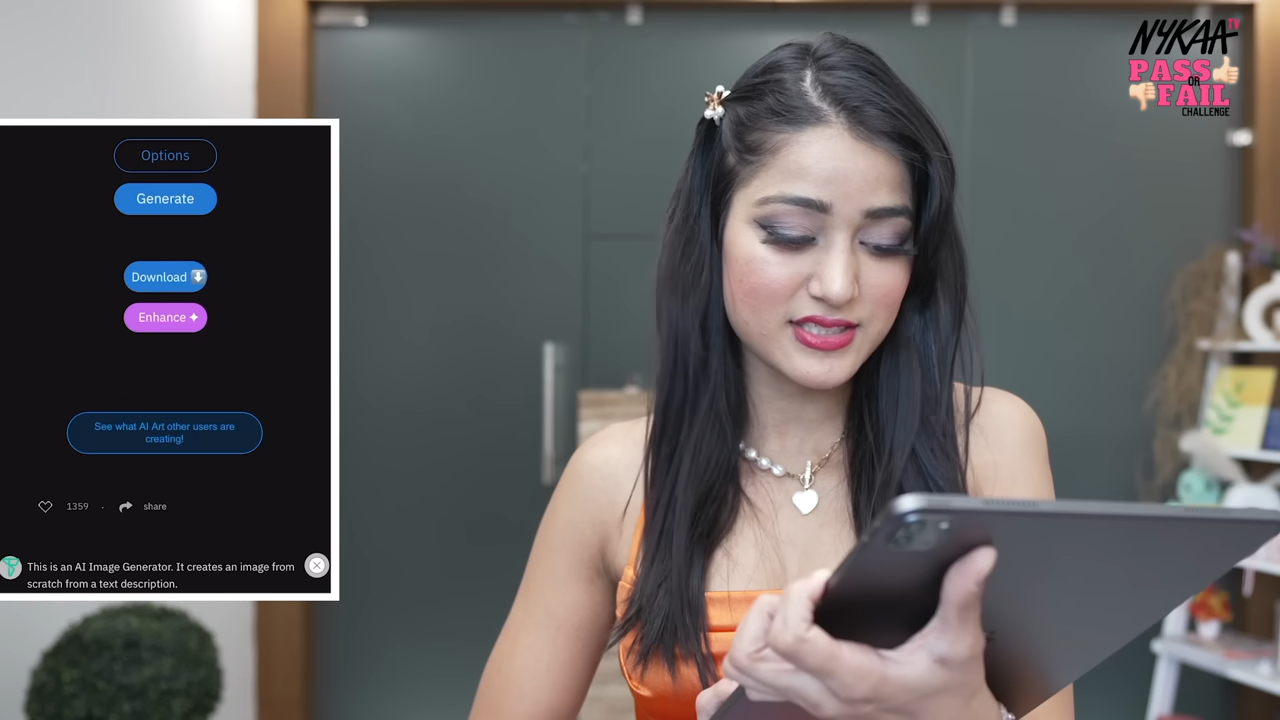 NYKAA TV
PASS
OR
FAIL
CHALLENGE
Options
Generate
Download
Enhance
See what AI Art other users are
creating!
1359 . share
This is an AI Image Generator. It creates an image from
scratch from a text description.